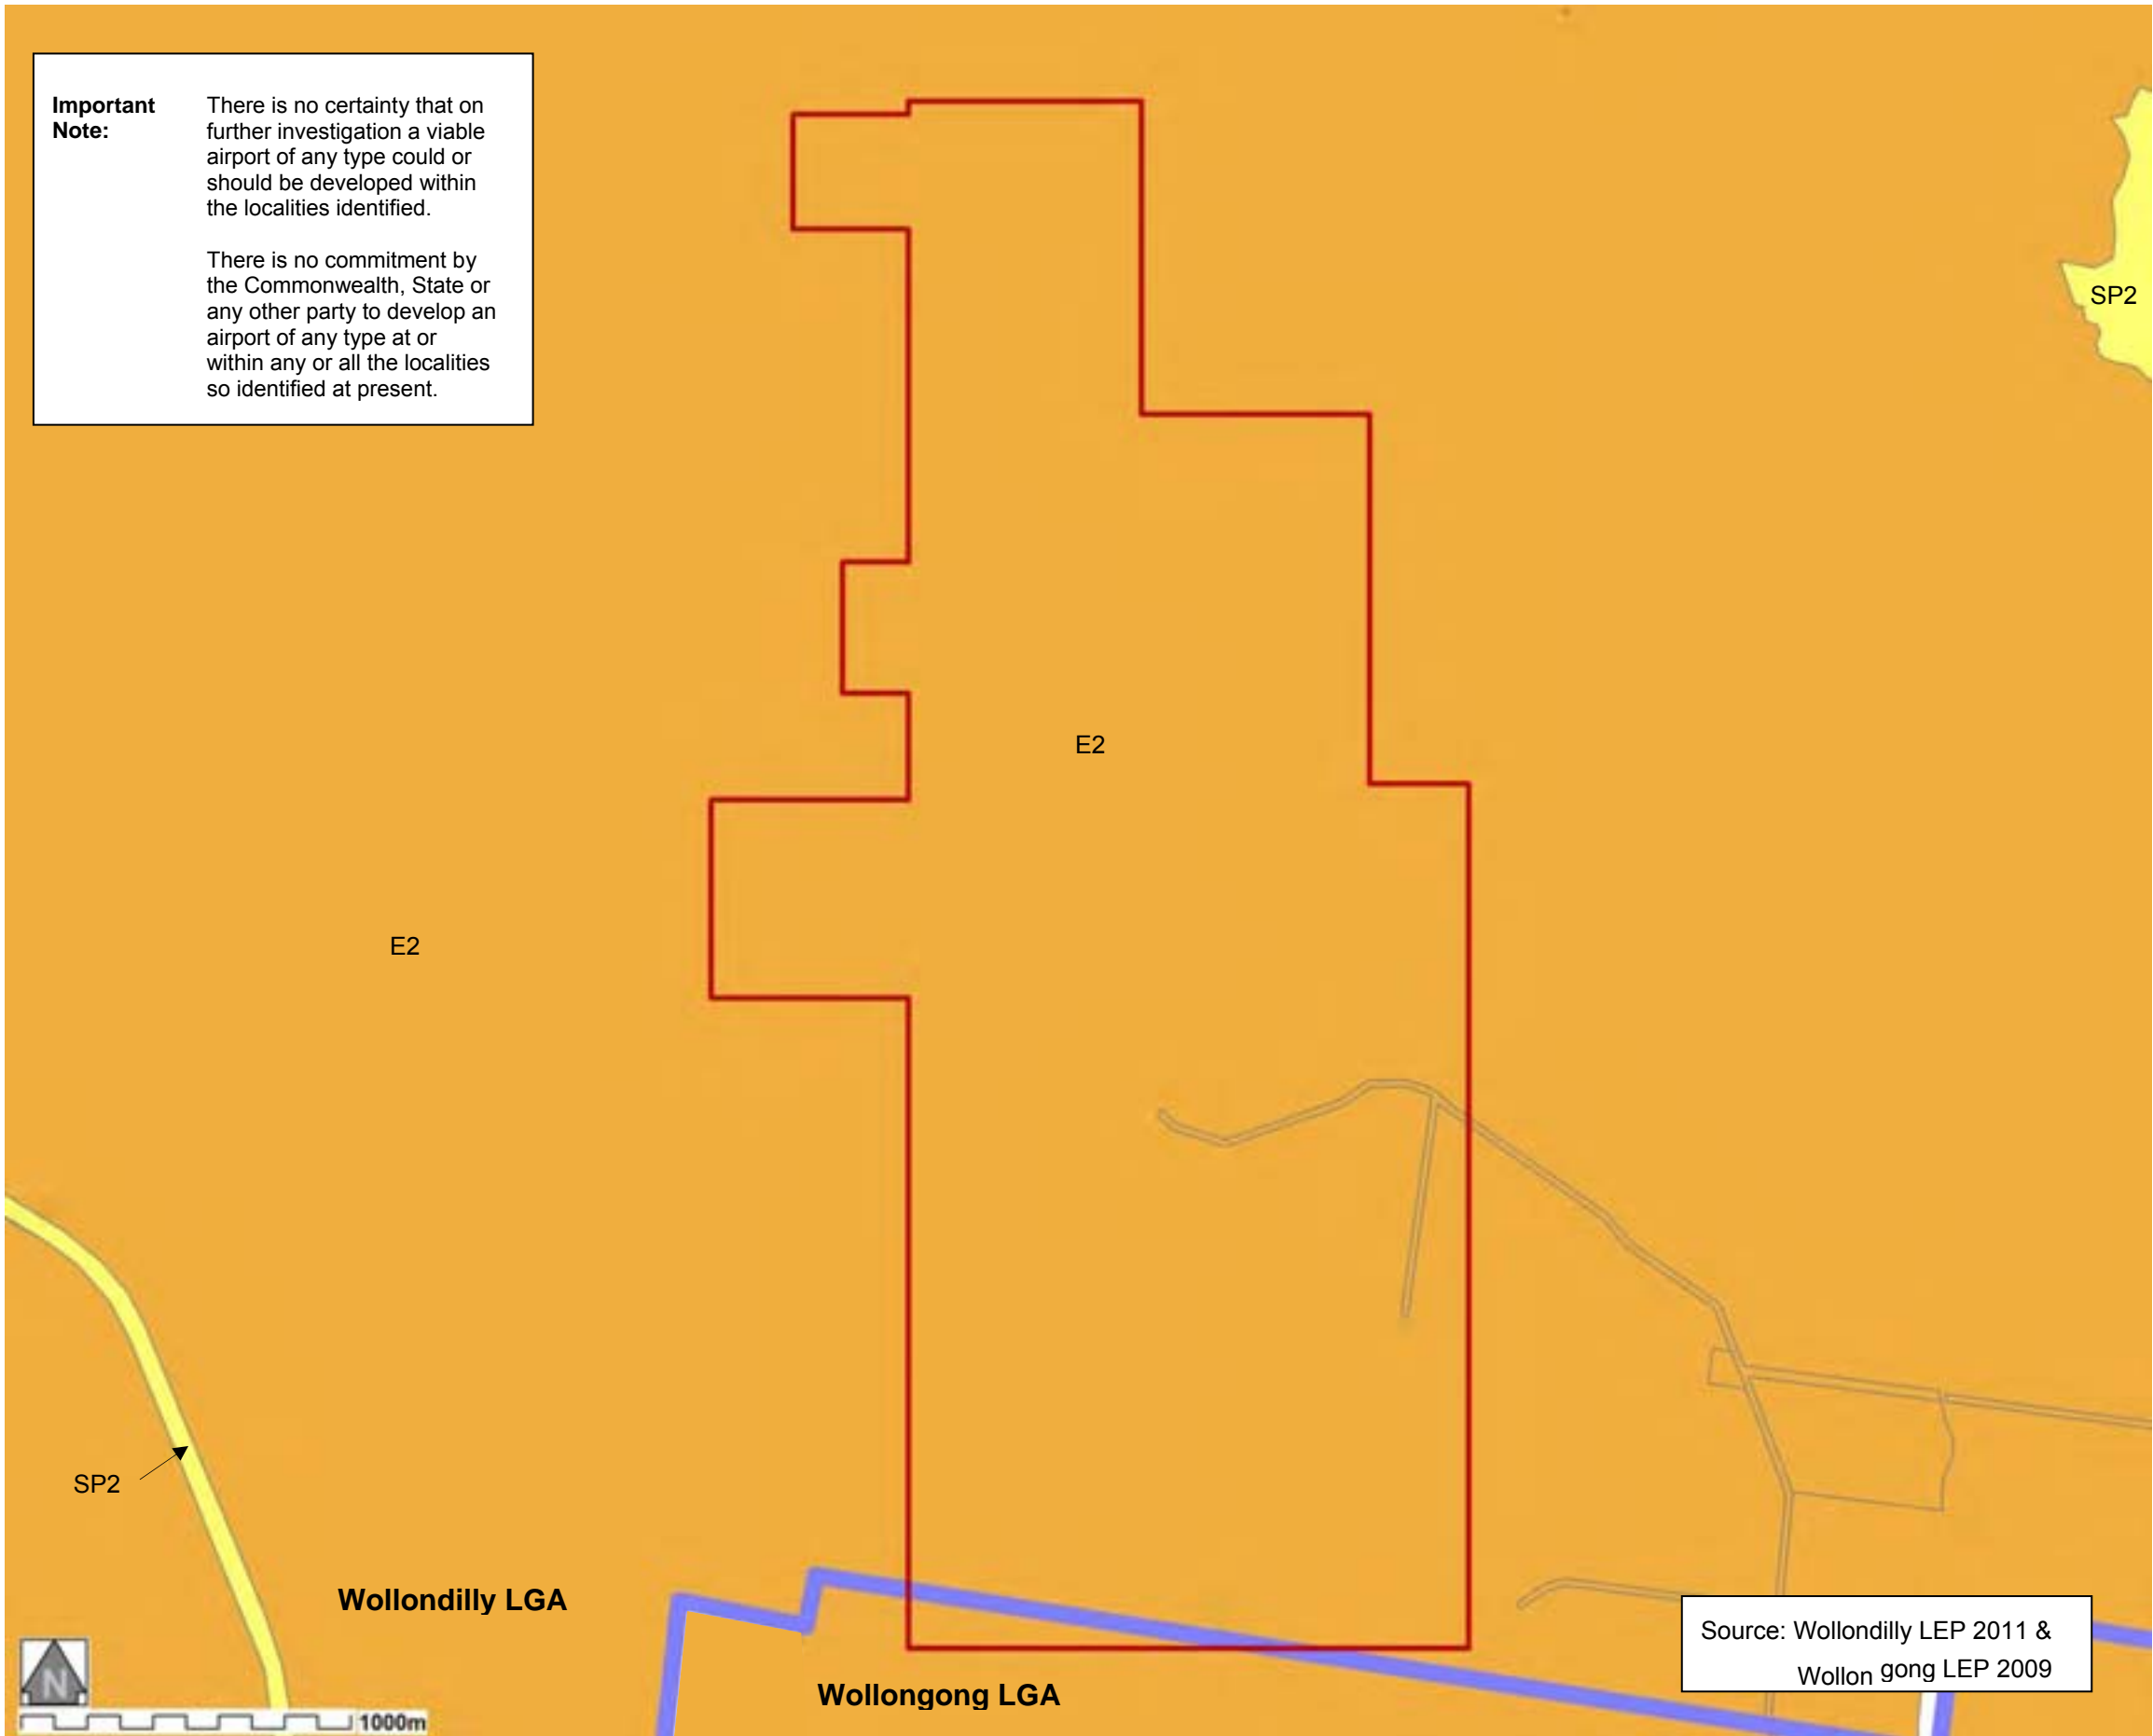 Important
Note:
There is no certainty that on
further investigation a viable
airport of any type could or
should be developed within
the localities identified.
There is no commitment by
the Commonwealth, State or
any other party to develop an
airport of any type at or
within any or all the localities
so identified at present.
SP2
E2
E2
SP2
Wollondilly LGA
Wollongong LGA
Source: Wollondilly LEP 2011 &
Wollon gong LEP 2009
N
1000m